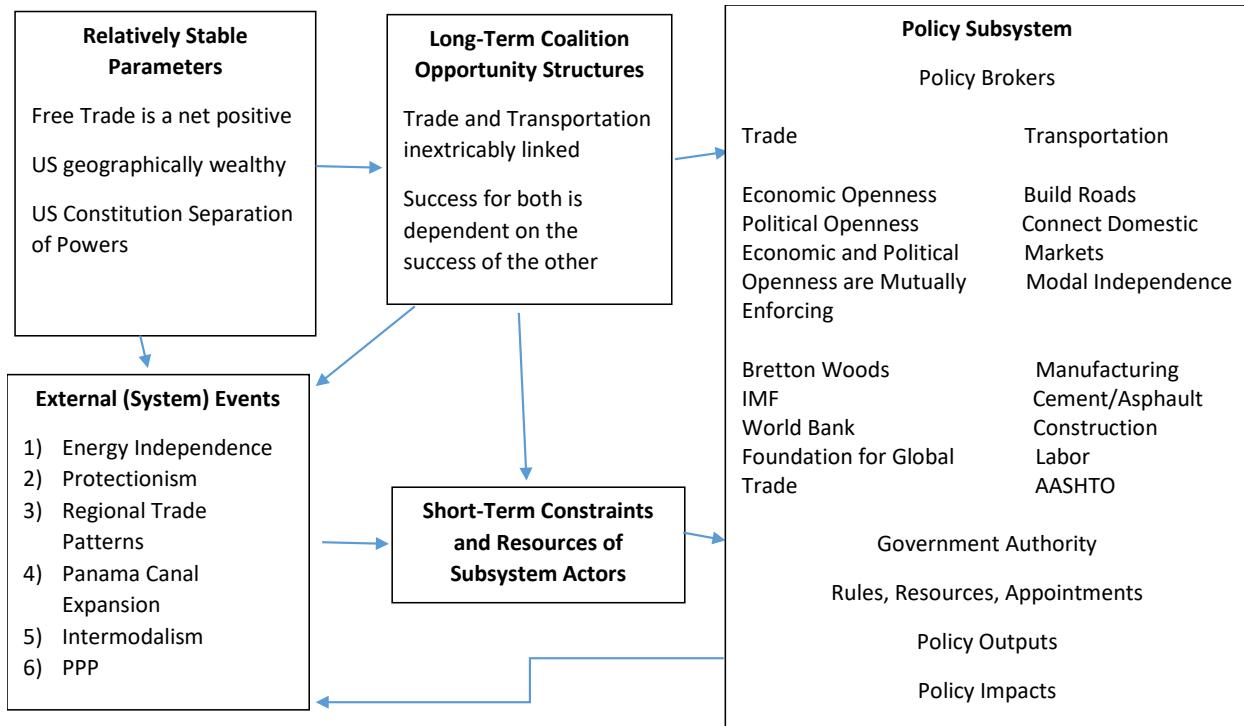 Relatively Stable
Parameters
Free Trade is a net positive
US geographically wealthy
US Constitution Separation
of Powers
Long-Term Coalition
Opportunity Structures
Trade and Transportation
inextricably linked
Success for both is
dependent on the
success of the other
Policy Subsystem
Policy Brokers
Trade
Transportation
Economic Openness
Political Openness
Economic and Political
Openness are Mutually
Enforcing
Build Roads
Connect Domestic
Markets
Modal Independence
Bretton Woods
IMF
World Bank
Foundation for Global
Trade
Manufacturing
Cement/Asphault
Construction
Labor
AASHTO
Government Authority
Rules, Resources, Appointments
Policy Outputs
Policy Impacts
External (System) Events
1) Energy Independence
2) Protectionism
3) Regional Trade
Patterns
4) Panama Canal
Expansion
5) Intermodalism
6) PPP
Short-Term Constraints
and Resources of
Subsystem Actors